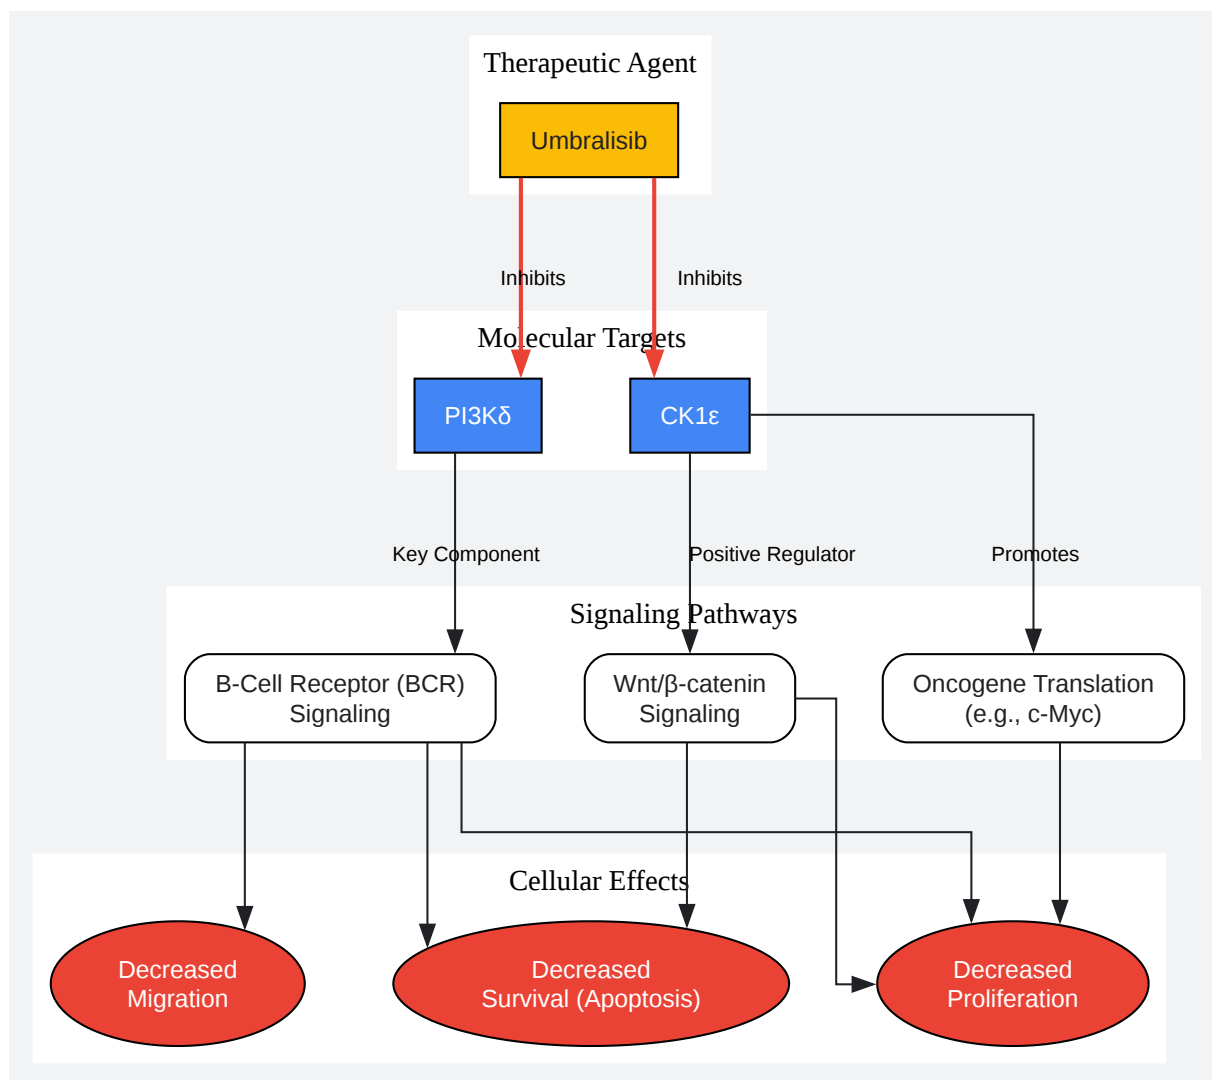 Therapeutic Agent
Umbralisib
Inhibits
Inhibits
Molecular Targets
PI3Kδ
CK1ε
Key Component
Positive Regulator
Promotes
Signaling Pathways
B-Cell Receptor (BCR)
Signaling
Wnt/β-catenin
Signaling
Oncogene Translation
(e.g., c-Myc)
Cellular Effects
Decreased
Migration
Decreased
Survival (Apoptosis)
Decreased
Proliferation